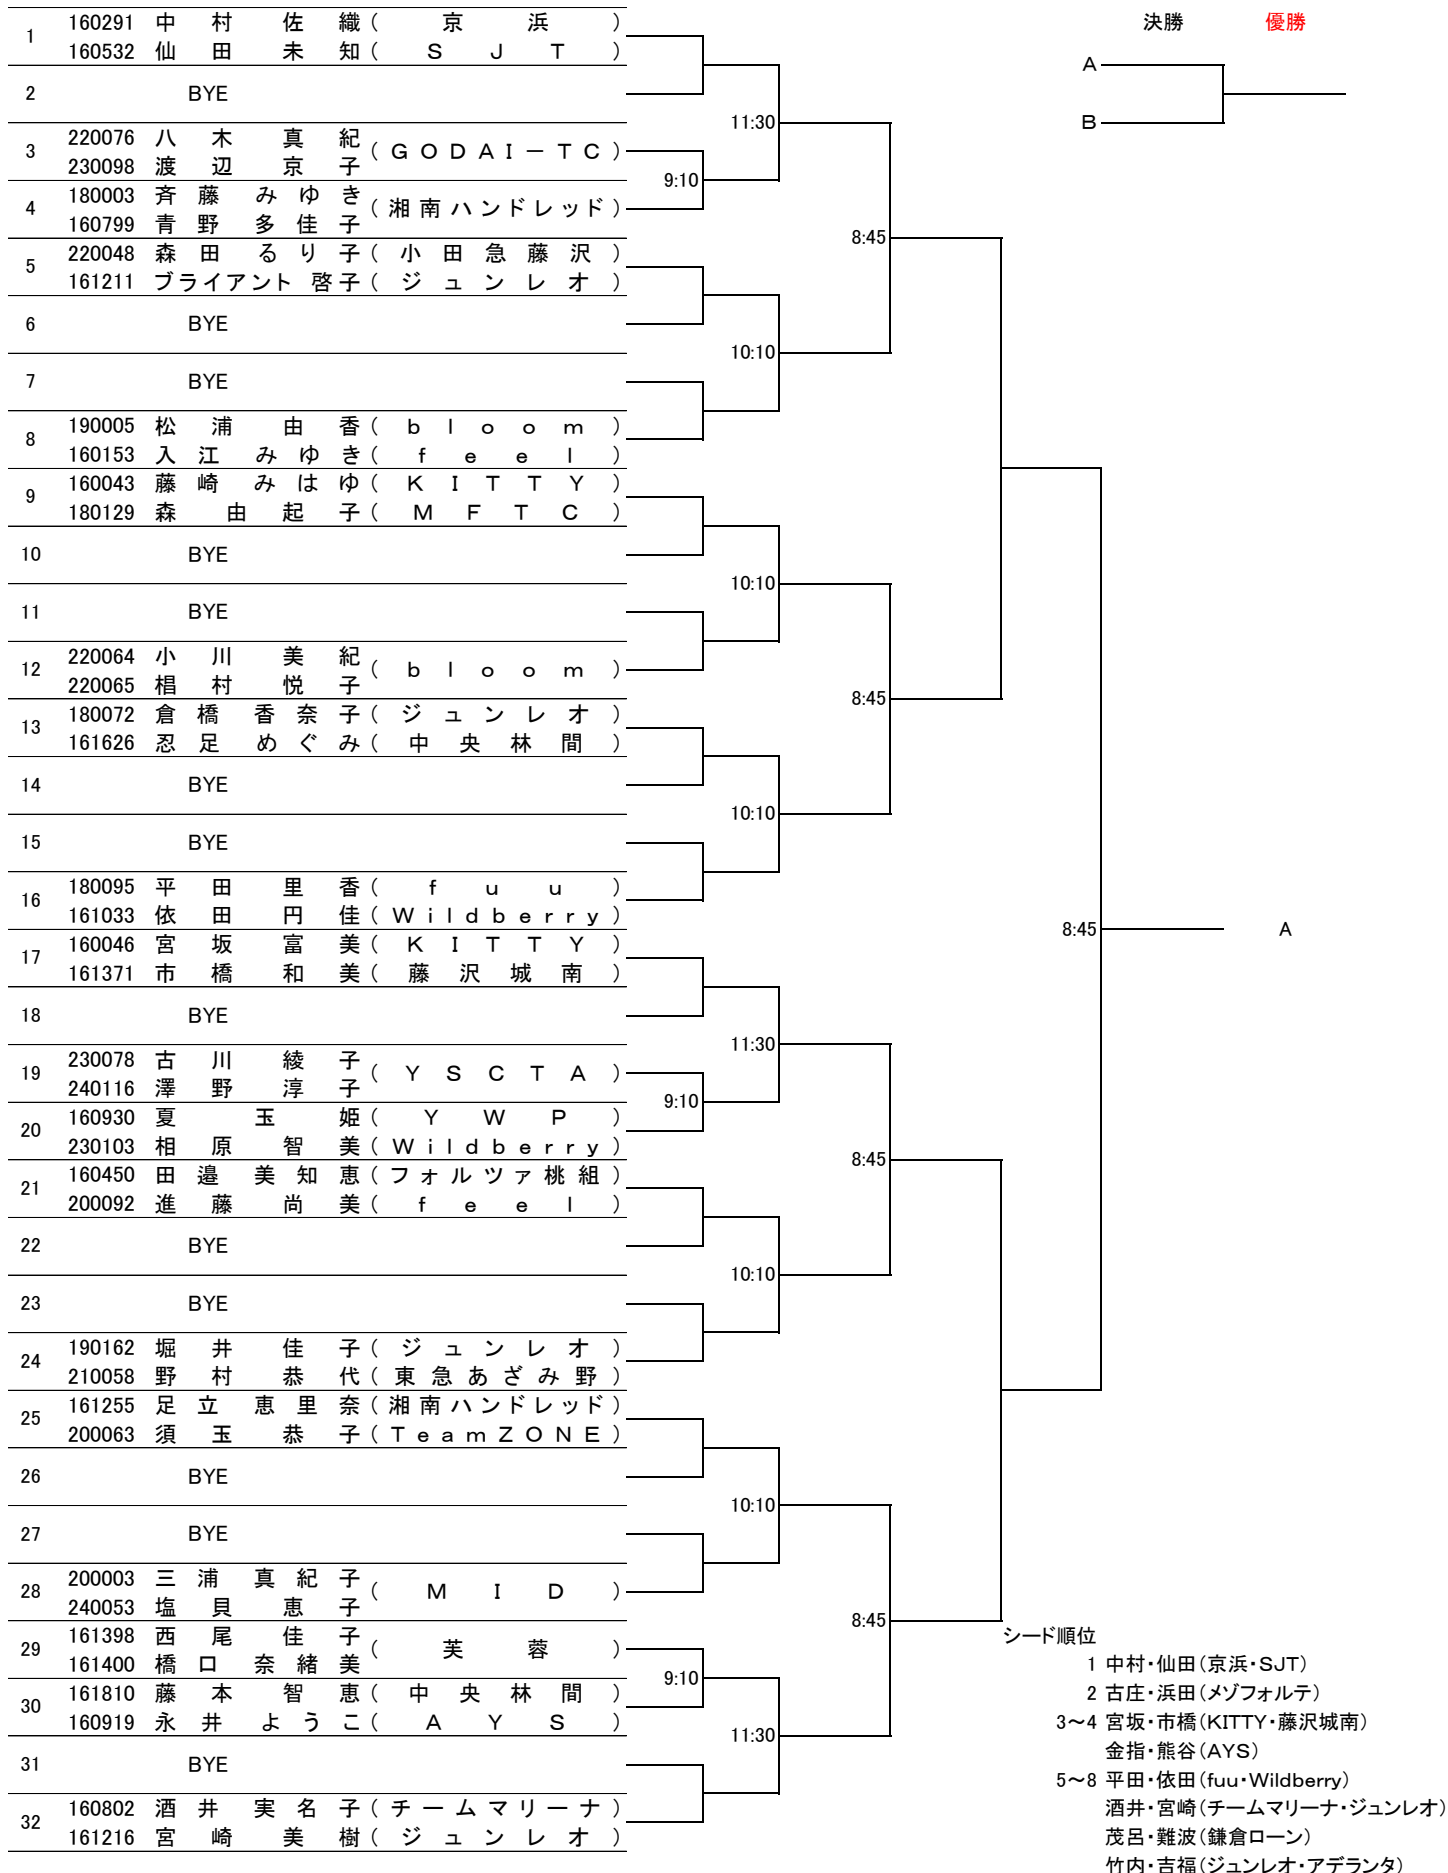 決勝 優勝
A
B
1 160291 中村佐織(京浜)
160532 仙田未知(SJT)
2 BYE
3 220076 八木真紀(GODAI－TC)
230098 渡辺京子
4 180003 斉藤みゆき(湘南ハンドレッド)
160799 青野多佳子
5 220048 森田るり子(小田急藤沢)
161211 ブライアント啓子(ジュンレオ)
6 BYE
7 BYE
8 190005 松浦由香(bloom)
160153 入江みゆき(feel)
9 160043 藤崎みはゆ(KITTY)
180129 森由起子(MFTC)
10 BYE
11 BYE
12 220064 小川美紀(bloom)
220065 椙村悦子
13 180072 倉橋香奈子(ジュンレオ)
161626 忍足めぐみ(中央林間)
14 BYE
15 BYE
16 180095 平田里香(fuu)
161033 依田円佳(Wildberry)
17 160046 宮坂富美(KITTY)
161371 市橋和美(藤沢城南)
18 BYE
19 230078 古川綾子(YSCTA)
240116 澤野淳子
20 160930 夏玉姫(YWP)
230103 相原智美(Wildberry)
21 160450 田邉美知恵(フォルツァ桃組)
200092 進藤尚美(feel)
22 BYE
23 BYE
24 190162 堀井佳子(ジュンレオ)
210058 野村恭代(東急あざみ野)
25 161255 足立恵里奈(湘南ハンドレッド)
200063 須玉恭子(TeamZONE)
26 BYE
27 BYE
28 200003 三浦真紀子(MID)
240053 塩貝恵子
29 161398 西尾佳子(芙蓉)
161400 橋口奈緒美
30 161810 藤本智恵(中央林間)
160919 永井ようこ(AYS)
31 BYE
32 160802 酒井実名子(チームマリーナ)
161216 宮崎美樹(ジュンレオ)
9:10
9:10
9:10
11:30
10:10
10:10
10:10
11:30
10:10
10:10
11:30
8:45
8:45
8:45
8:45
8:45
A
シード順位
1 中村・仙田(京浜・SJT)
2 古庄・浜田(メゾフォルテ)
3～4 宮坂・市橋(KITTY・藤沢城南)
金指・熊谷(AYS)
5～8 平田・依田(fuu・Wildberry)
酒井・宮崎(チームマリーナ・ジュンレオ)
茂呂・難波(鎌倉ローン)
竹内・吉福(ジュンレオ・アデランタ)